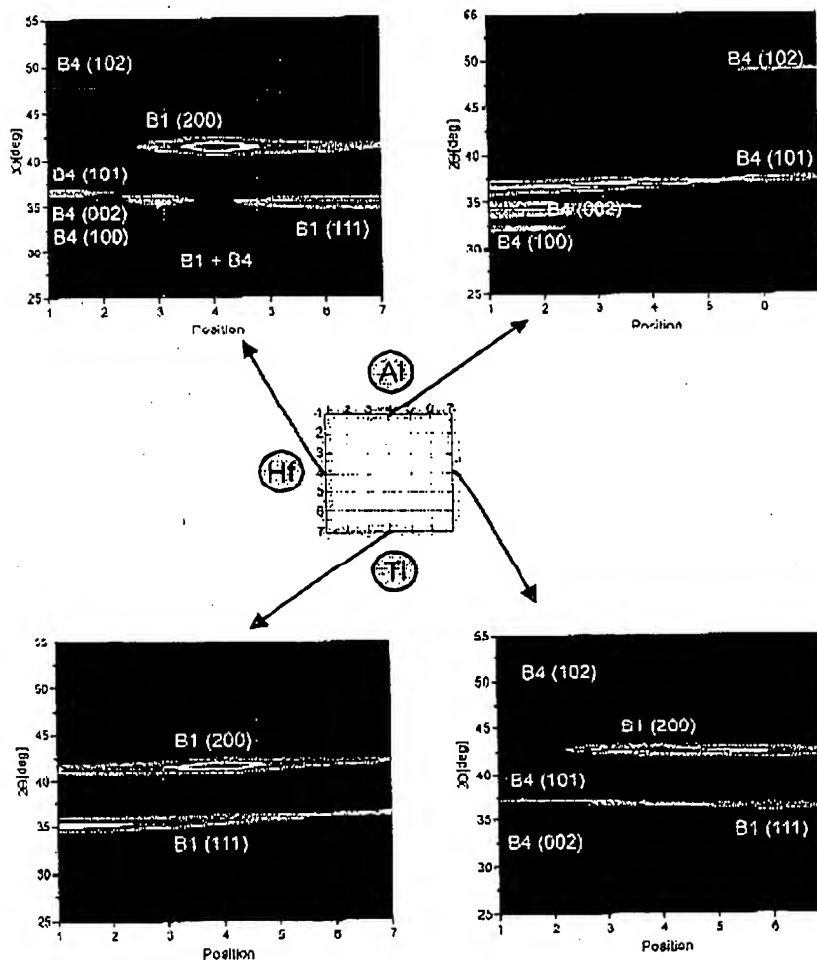 55
50
45
40
35
30
25
B4 (102)
B1 (200)
B4 (101)
B4 (002)
B4 (100)
B1 (111)
B1 + B4
1 2 3 4 5 6 7
Position
50
45
40
35
30
25
2Θ[deg]
B4 (102)
B4 (101)
B4 (002)
B4 (100)
1 2 3 4 5 6
Position
Al
Hf
Ti
50
45
40
35
30
25
2Θ[deg]
B1 (200)
B1 (111)
1 2 3 4 5 6 7
Position
50
45
40
35
30
25
B4 (102)
B1 (200)
B4 (101)
B1 (111)
B4 (002)
1 2 3 4 5 6
Position